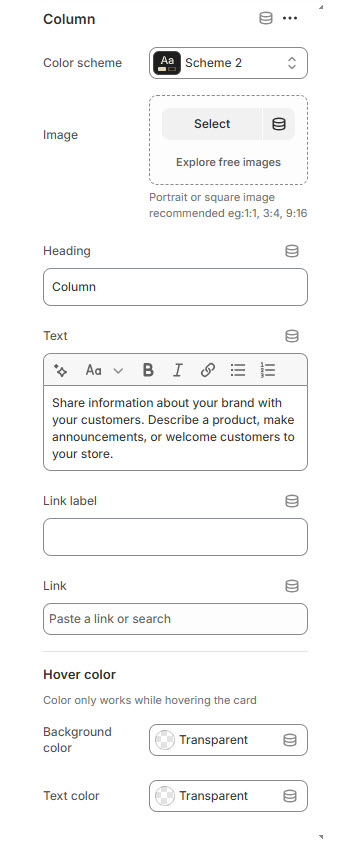 Column
Color scheme
Aa
Scheme 2
Image
Select
Explore free images
Portrait or square image
recommended eg:1:1, 3:4, 9:16
Heading
Column
Text
Aa
B
I
Share information about your brand with
your customers. Describe a product, make
announcements, or welcome customers to
your store.
Link label
Link
Paste a link or search
Hover color
Color only works while hovering the card
Background
color
Transparent
Text color
Transparent